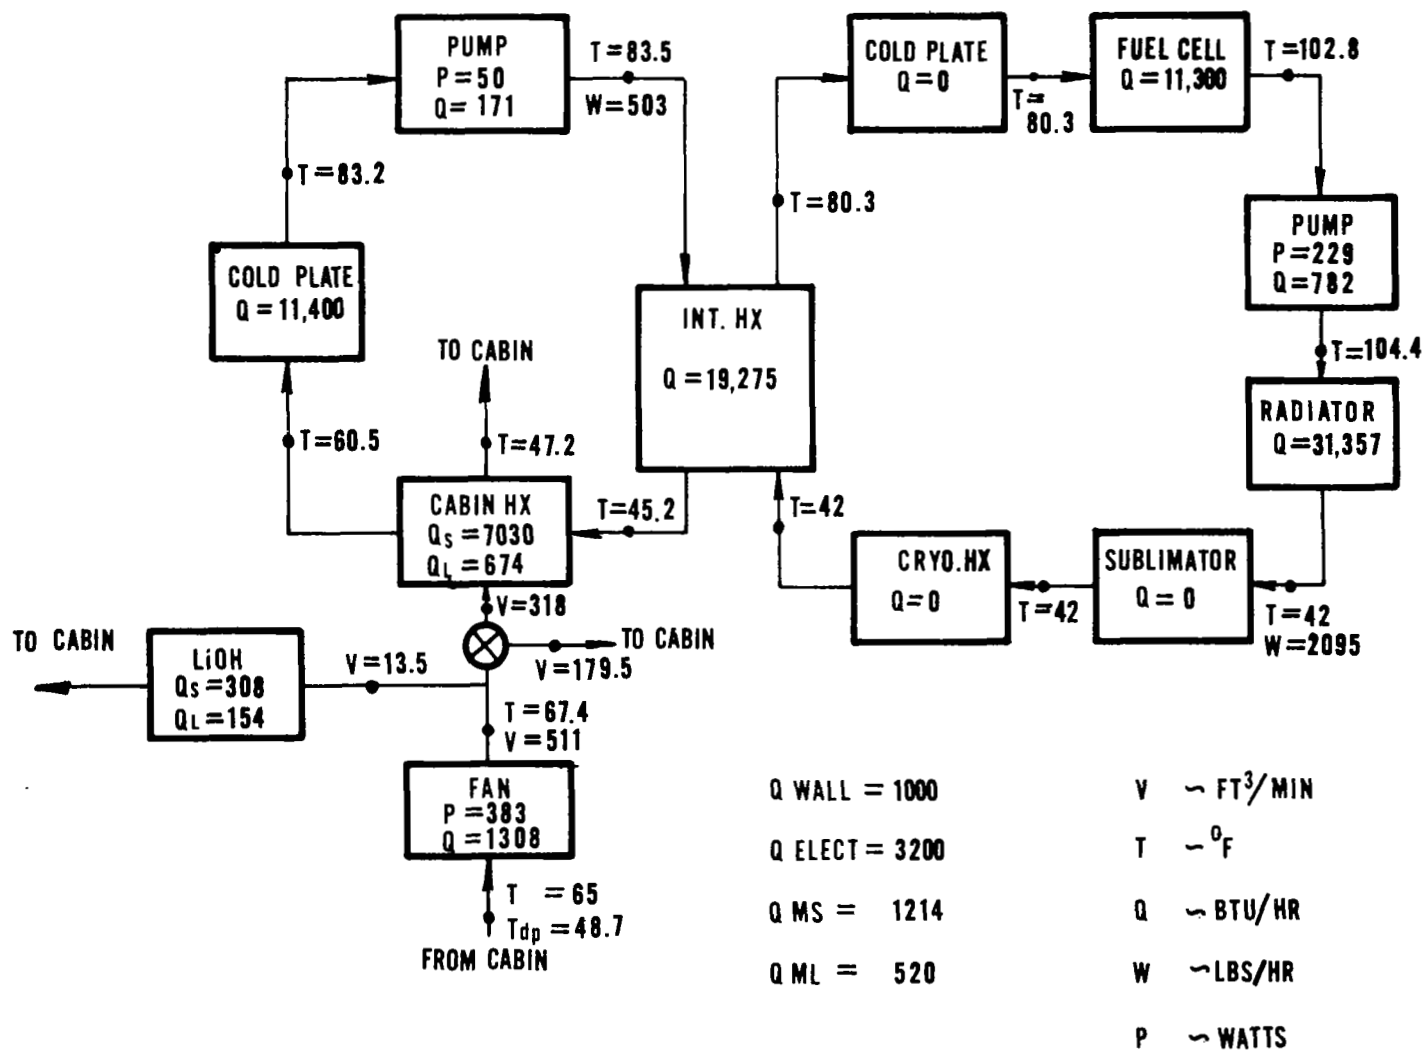 PUMP
P=50
Q=171
T=83.5
W=503
COLD PLATE
Q=0
T=
80.3
FUEL CELL
Q=11,300
T=102.8
T=83.2
T=80.3
PUMP
P=229
Q=782
COLD PLATE
Q=11,400
INT. HX
Q=19,275
T=104.4
TO CABIN
RADIATOR
Q=31,357
T=60.5
T=47.2
CABIN HX
Qs=7030
QL=674
T=45.2
T=42
CRYO.HX
Q=0
T=42
SUBLIMATOR
Q=0
T=42
W=2095
V=318
TO CABIN
LiOH
Qs=308
QL=154
V=13.5
TO CABIN
V=179.5
T=67.4
V=511
FAN
P=383
Q=1308
T =65
Tdp=48.7
FROM CABIN
Q WALL = 1000
Q ELECT = 3200
Q MS = 1214
Q ML = 520
V ~ FT³/MIN
T ~ °F
Q ~ BTU/HR
W ~ LBS/HR
P ~ WATTS